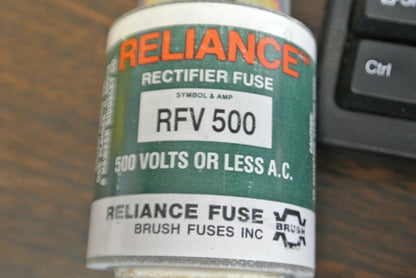 RELIANCE
RECTIFIER FUSE
SYMBOL & AMP
RFV 500
500 VOLTS OR LESS A.C.
RELIANCE FUSE
BRUSH FUSES INC
BRUSH
Ctrl